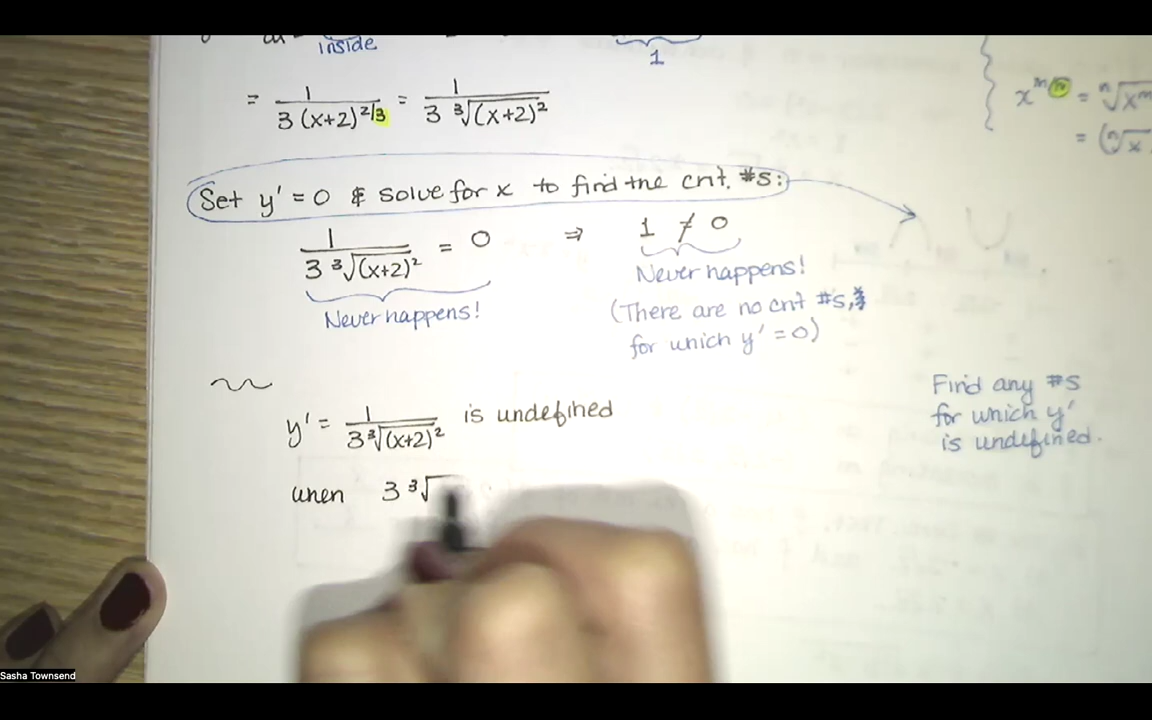 inside
1
= 1 / 3 (x+2)^2/3 = 1 / 3 ∛(x+2)²
x^m/n = ⁿ√x^m
= (ⁿ√x
Set y' = 0 & solve for x to find the crit. #s:
1 / 3 ∛(x+2)² = 0 ⇒ 1 ≠ 0
Never happens!
Never happens!
(There are no crit #s,
for which y' = 0)
y' = 1 / 3 ∛(x+2)² is undefined
when 3 ∛
Find any #s
for which y'
is undefined.
Sasha Townsend